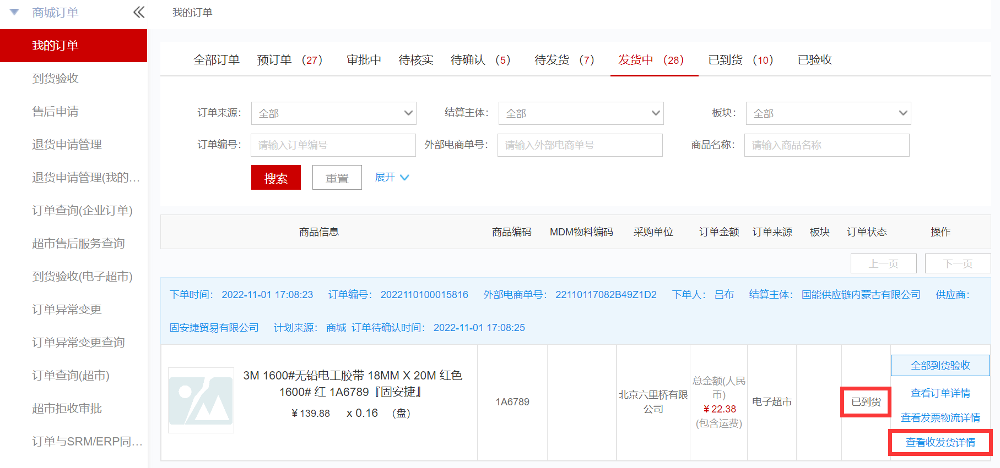 商城订单
我的订单
到货验收
售后申请
退货申请管理
退货申请管理(我的…
订单查询(企业订单)
超市售后服务查询
到货验收(电子超市)
订单异常变更
订单异常变更查询
订单查询(超市)
超市拒收审批
订单与SRM/ERP同…
我的订单
全部订单 预订单 （27） 审批中 待核实 待确认 （5） 待发货 （7） 发货中 （28） 已到货 （10） 已验收
订单来源： 全部 结算主体： 全部 板块： 全部
订单编号： 请输入订单编号 外部电商单号： 请输入外部电商单号 商品名称： 请输入商品名称
搜索 重置 展开
商品信息 商品编码 MDM物料编码 采购单位 订单金额 订单来源 板块 订单状态 操作
上一页 下一页
下单时间： 2022-11-01 17:08:23 订单编号： 2022110100015816 外部电商单号： 22110117082B49Z1D2 下单人： 吕布 结算主体： 国能供应链内蒙古有限公司 供应商：
固安捷贸易有限公司 计划来源： 商城 订单待确认时间： 2022-11-01 17:08:25
3M 1600#无铅电工胶带 18MM X 20M 红色
1600# 红 1A6789『固安捷』
¥ 139.88 x 0.16 （盘）
1A6789
北京六里桥有限
公司
总金额(人民
币)
¥ 22.38
(包含运费)
电子超市
已到货
全部到货验收
查看订单详情
查看发票物流详情
查看收发货详情